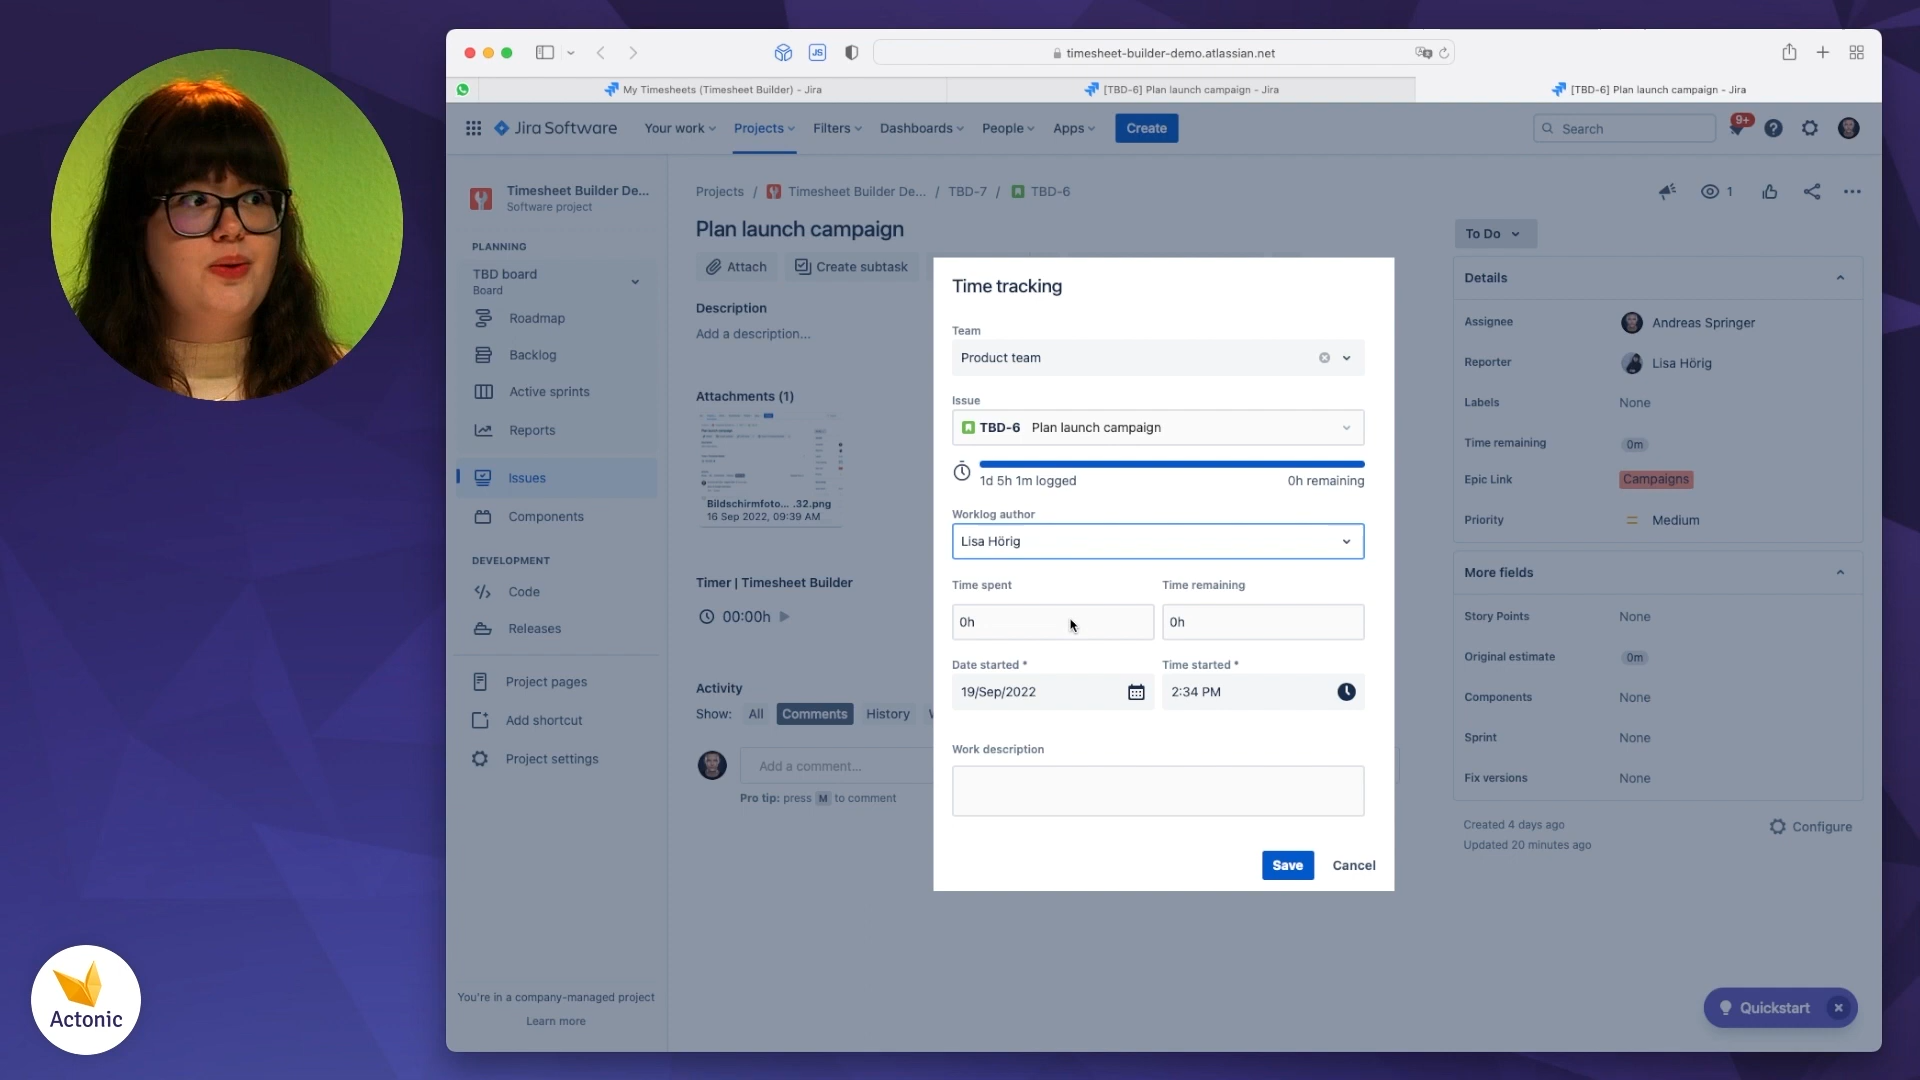 timesheet-builder-demo.atlassian.net
My Timesheets (Timesheet Builder) - Jira
[TBD-6] Plan launch campaign - Jira
[TBD-6] Plan launch campaign - Jira
Jira Software
Your work
Projects
Filters
Dashboards
People
Apps
Create
Search
9+
Timesheet Builder De...
Software project
PLANNING
TBD board
Board
Roadmap
Backlog
Active sprints
Reports
Issues
Components
DEVELOPMENT
Code
Releases
Project pages
Add shortcut
Project settings
You're in a company-managed project
Learn more
Projects / Timesheet Builder De... / TBD-7 / TBD-6
1
Plan launch campaign
Attach
Create subtask
Description
Add a description...
Attachments (1)
Bildschirmfoto... .32.png
16 Sep 2022, 09:39 AM
Timer | Timesheet Builder
00:00h
Activity
Show:
All
Comments
History
Add a comment...
Pro tip: press M to comment
Time tracking
Team
Product team
Issue
TBD-6 Plan launch campaign
1d 5h 1m logged
0h remaining
Worklog author
Lisa Hörig
Time spent
Time remaining
0h
0h
Date started *
Time started *
19/Sep/2022
2:34 PM
Work description
Save
Cancel
To Do
Details
Assignee
Andreas Springer
Reporter
Lisa Hörig
Labels
None
Time remaining
0m
Epic Link
Campaigns
Priority
Medium
More fields
Story Points
None
Original estimate
0m
Components
None
Sprint
None
Fix versions
None
Created 4 days ago
Updated 20 minutes ago
Configure
Quickstart
JS
Actonic